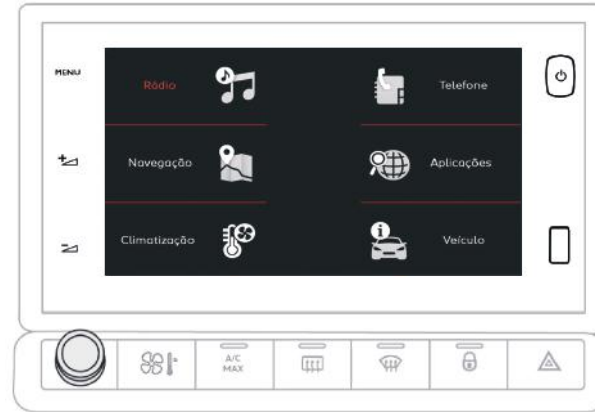 MENU
Rádio
Telefone
Navegação
Aplicações
Climatização
Veículo
A/C
MAX